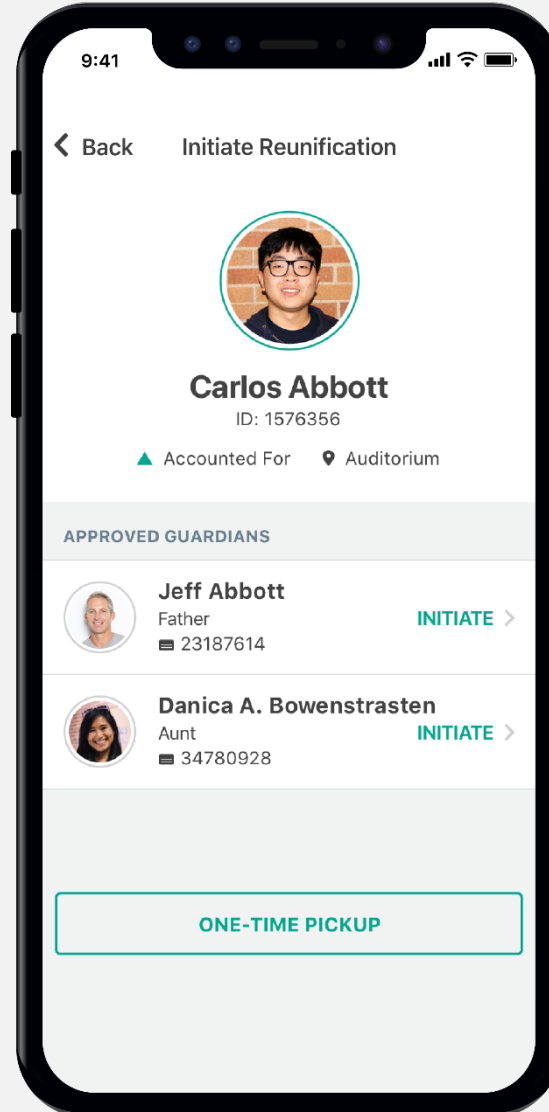 9:41
Back Initiate Reunification
Carlos Abbott
ID: 1576356
Accounted For Auditorium
APPROVED GUARDIANS
Jeff Abbott
Father
INITIATE
23187614
Danica A. Bowenstrasten
Aunt
INITIATE
34780928
ONE-TIME PICKUP